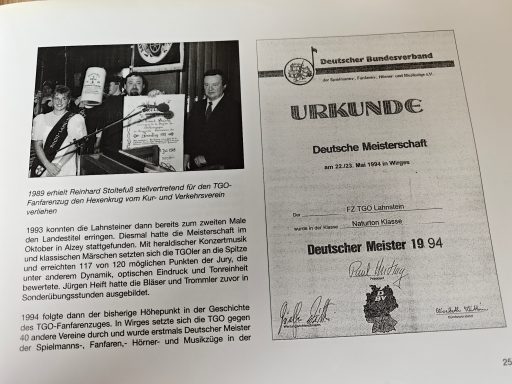 1989 erhielt Reinhard Stoltefuß stellvertretend für den TGO-
Fanfarenzug den Hexenkrug vom Kur- und Verkehrsverein
verliehen
1993 konnten die Lahnsteiner dann bereits zum zweiten Male
den Landestitel erringen. Diesmal hatte die Meisterschaft im
Oktober in Alzey stattgefunden. Mit heraldischer Konzertmusik
und klassischen Märschen setzten sich die TGOler an die Spitze
und erreichten 117 von 120 möglichen Punkten der Jury, die
unter anderem Dynamik, optischen Eindruck und Tonreinheit
bewertete. Jürgen Heift hatte die Bläser und Trommler zuvor in
Sonderübungsstunden ausgebildet.
1994 folgte dann der bisherige Höhepunkt in der Geschichte
des TGO-Fanfarenzuges. In Wirges setzte sich die TGO gegen
40 andere Vereine durch und wurde erstmals Deutscher Meister
der Spielmanns-, Fanfaren,- Hörner- und Musikzüge in der
Deutscher Bundesverband
der Spielmanns-, Fanfaren-, Hörner- und Musikzüge e.V.
URKUNDE
Deutsche Meisterschaft
am 22./23. Mai 1994 in Wirges
Der FZ TGO Lahnstein
wurde in der Klasse Naturton Klasse
Deutscher Meister 1994
Präsident
25